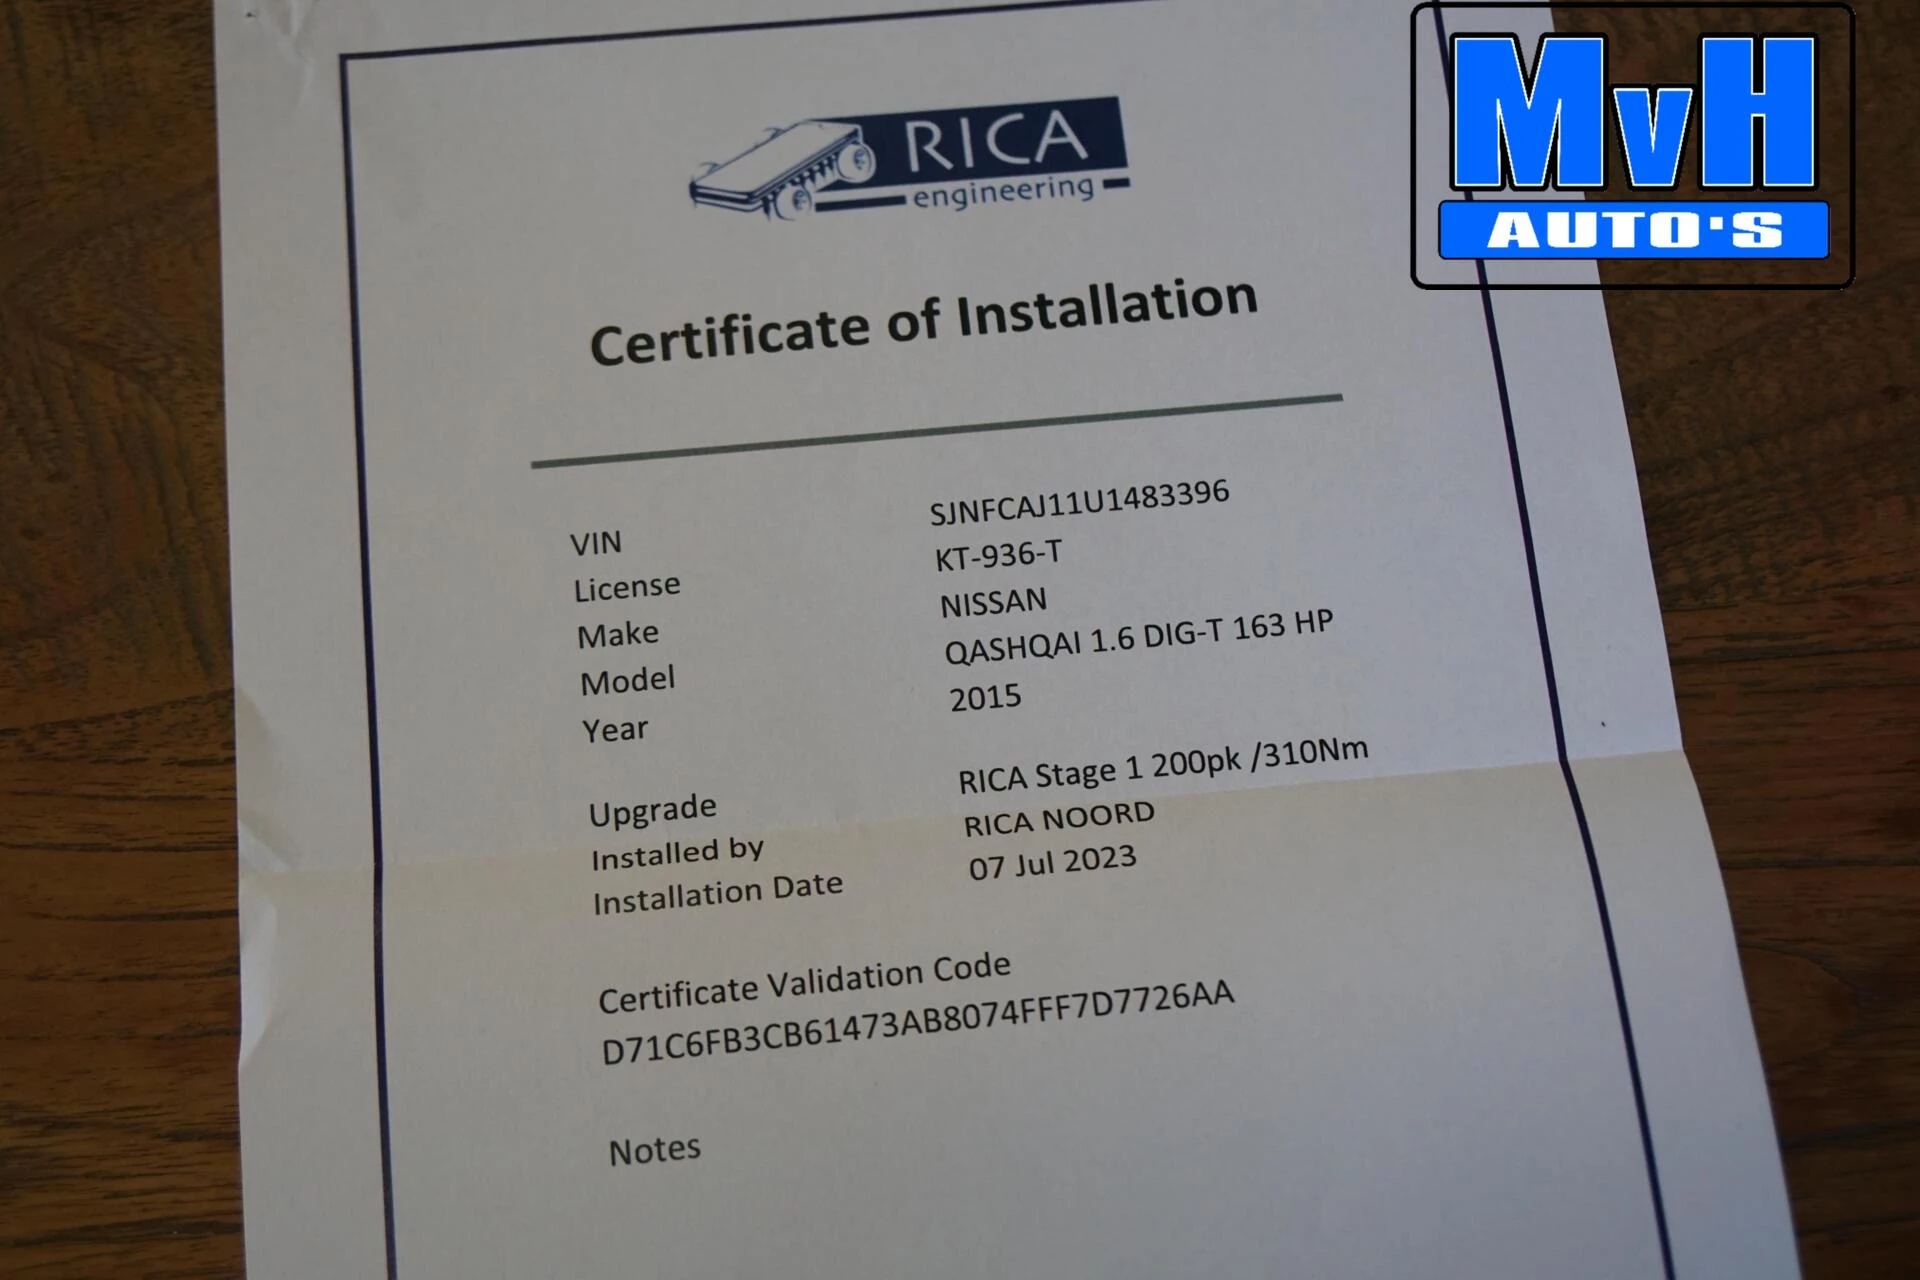 MvH
AUTO'S
RICA
engineering
Certificate of Installation
VIN SJNFCAJ11U1483396
License KT-936-T
Make NISSAN
Model QASHQAI 1.6 DIG-T 163 HP
Year 2015
Upgrade RICA Stage 1 200pk /310Nm
Installed by RICA NOORD
Installation Date 07 Jul 2023
Certificate Validation Code
D71C6FB3CB61473AB8074FFF7D7726AA
Notes